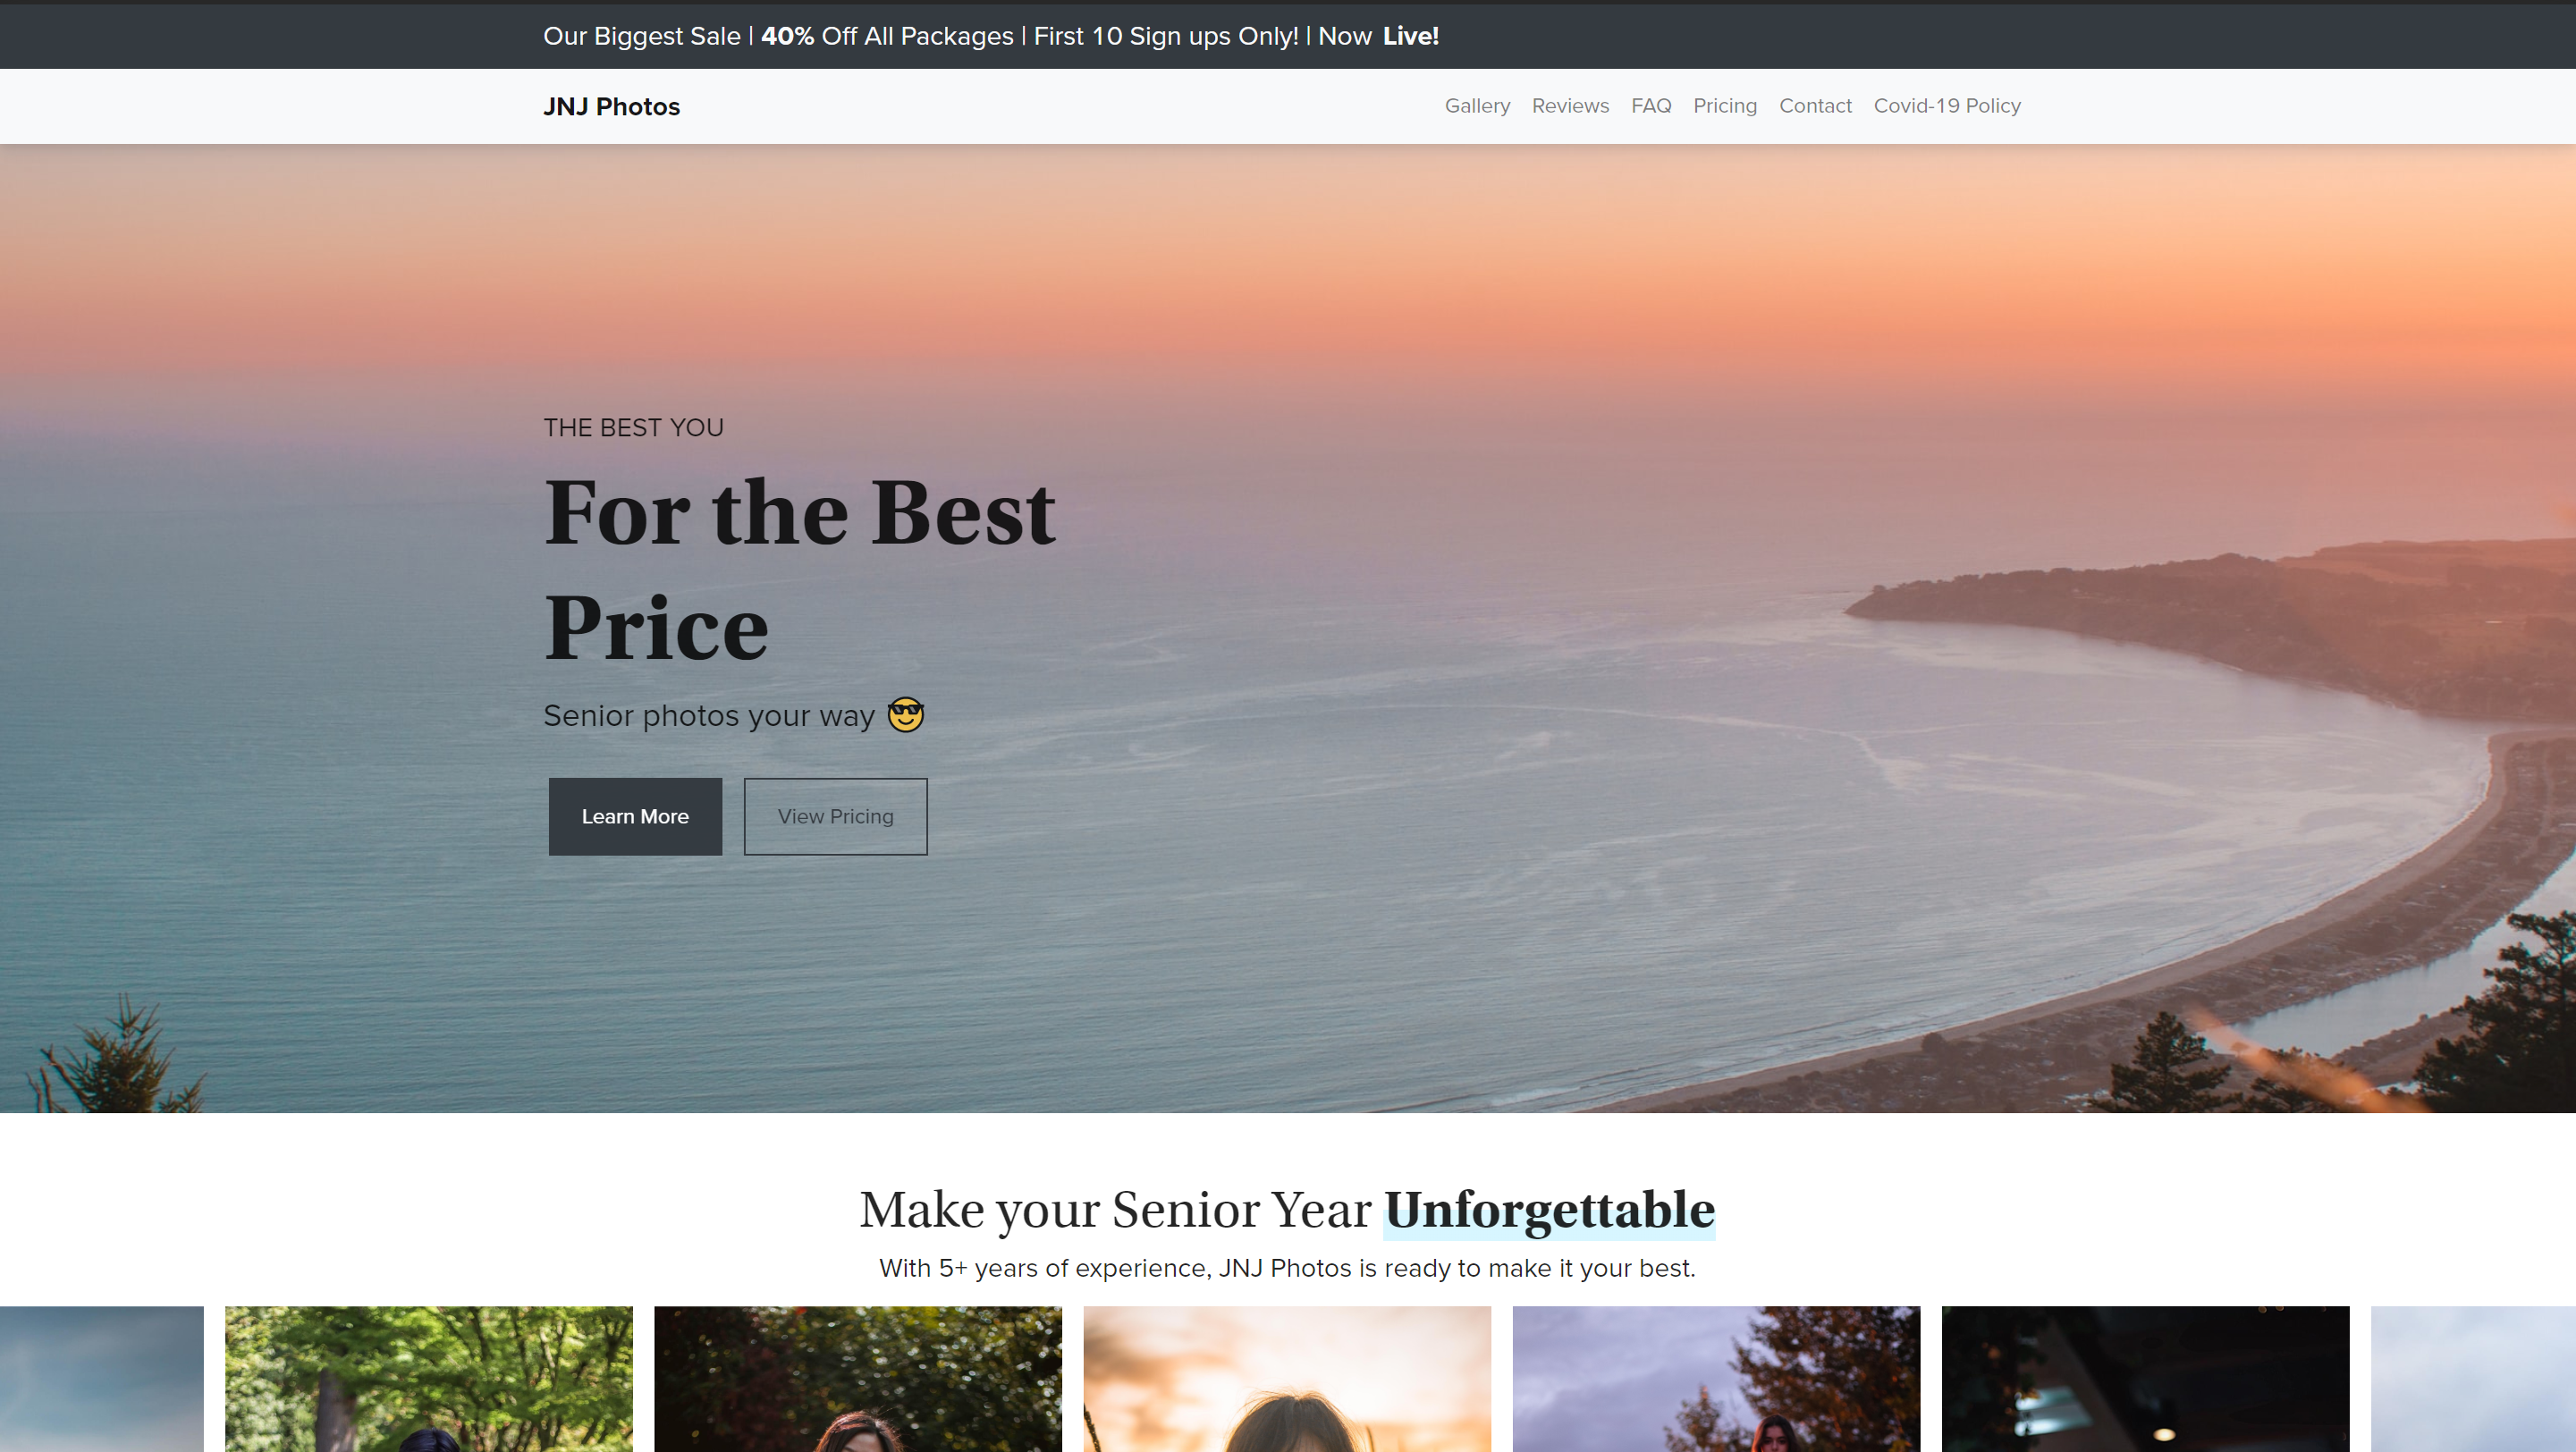 Our Biggest Sale | 40% Off All Packages | First 10 Sign ups Only! | Now Live!
JNJ Photos
Gallery Reviews FAQ Pricing Contact Covid-19 Policy
THE BEST YOU
For the Best
Price
Senior photos your way 😎
Learn More View Pricing
Make your Senior Year Unforgettable
With 5+ years of experience, JNJ Photos is ready to make it your best.